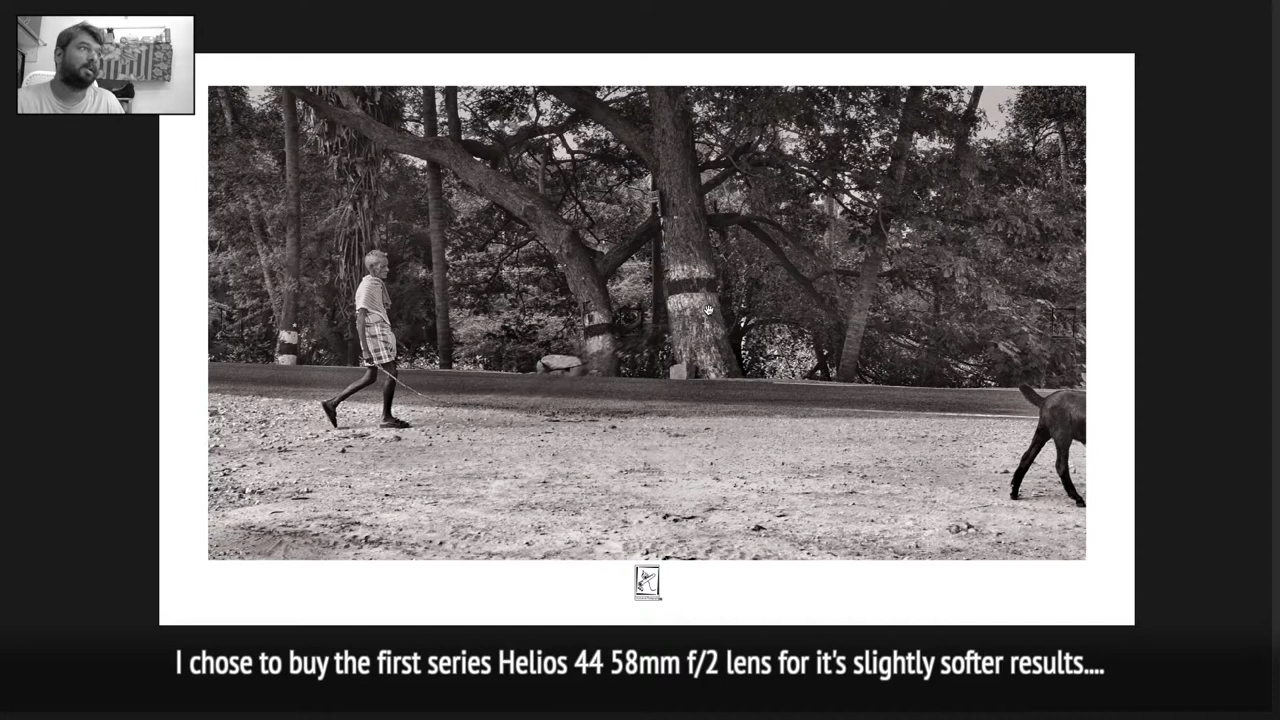 I chose to buy the first series Helios 44 58mm f/2 lens for it's slightly softer results....